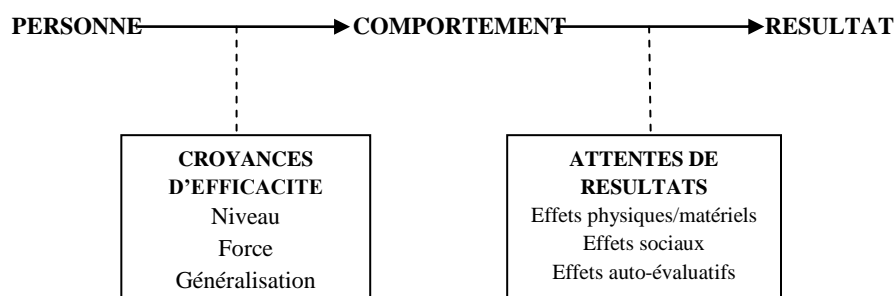 PERSONNE COMPORTEMENT RESULTAT
CROYANCES
D'EFFICACITE
Niveau
Force
Généralisation
ATTENTES DE
RESULTATS
Effets physiques/matériels
Effets sociaux
Effets auto-évaluatifs